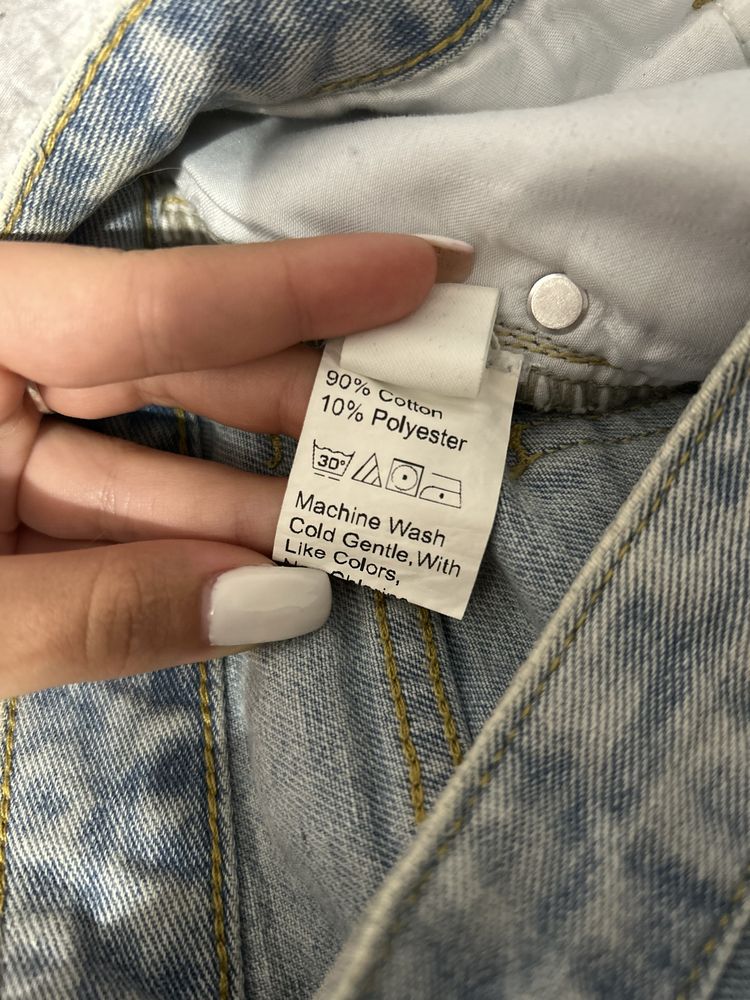 90% Cotton
10% Polyester
30°
Machine Wash
Cold Gentle,With
Like Colors,